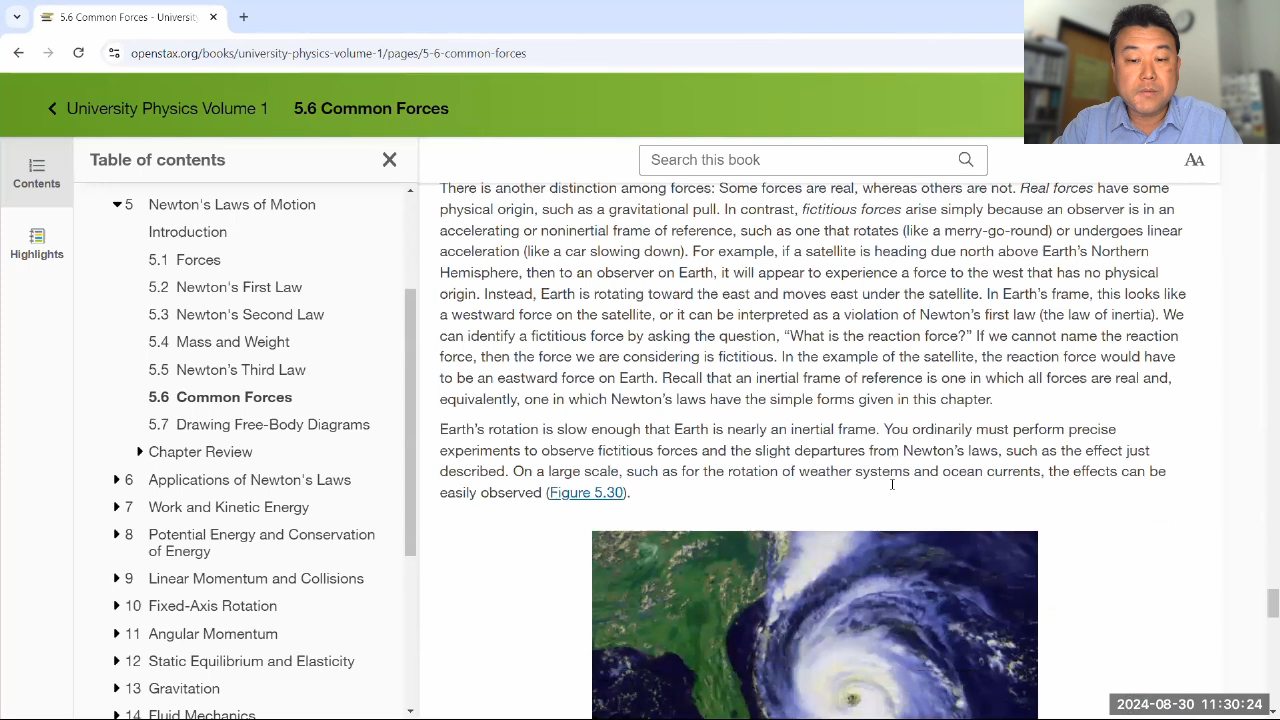 5.6 Common Forces - University
openstax.org/books/university-physics-volume-1/pages/5-6-common-forces
University Physics Volume 1 5.6 Common Forces
Contents
Highlights
Table of contents
5 Newton's Laws of Motion
Introduction
5.1 Forces
5.2 Newton's First Law
5.3 Newton's Second Law
5.4 Mass and Weight
5.5 Newton's Third Law
5.6 Common Forces
5.7 Drawing Free-Body Diagrams
Chapter Review
6 Applications of Newton's Laws
7 Work and Kinetic Energy
8 Potential Energy and Conservation
of Energy
9 Linear Momentum and Collisions
10 Fixed-Axis Rotation
11 Angular Momentum
12 Static Equilibrium and Elasticity
13 Gravitation
14 Fluid Mechanics
Search this book
AA
There is another distinction among forces: Some forces are real, whereas others are not. Real forces have some
physical origin, such as a gravitational pull. In contrast, fictitious forces arise simply because an observer is in an
accelerating or noninertial frame of reference, such as one that rotates (like a merry-go-round) or undergoes linear
acceleration (like a car slowing down). For example, if a satellite is heading due north above Earth's Northern
Hemisphere, then to an observer on Earth, it will appear to experience a force to the west that has no physical
origin. Instead, Earth is rotating toward the east and moves east under the satellite. In Earth's frame, this looks like
a westward force on the satellite, or it can be interpreted as a violation of Newton's first law (the law of inertia). We
can identify a fictitious force by asking the question, “What is the reaction force?” If we cannot name the reaction
force, then the force we are considering is fictitious. In the example of the satellite, the reaction force would have
to be an eastward force on Earth. Recall that an inertial frame of reference is one in which all forces are real and,
equivalently, one in which Newton's laws have the simple forms given in this chapter.
Earth's rotation is slow enough that Earth is nearly an inertial frame. You ordinarily must perform precise
experiments to observe fictitious forces and the slight departures from Newton's laws, such as the effect just
described. On a large scale, such as for the rotation of weather systems and ocean currents, the effects can be
easily observed (Figure 5.30).
2024-08-30 11:30:24